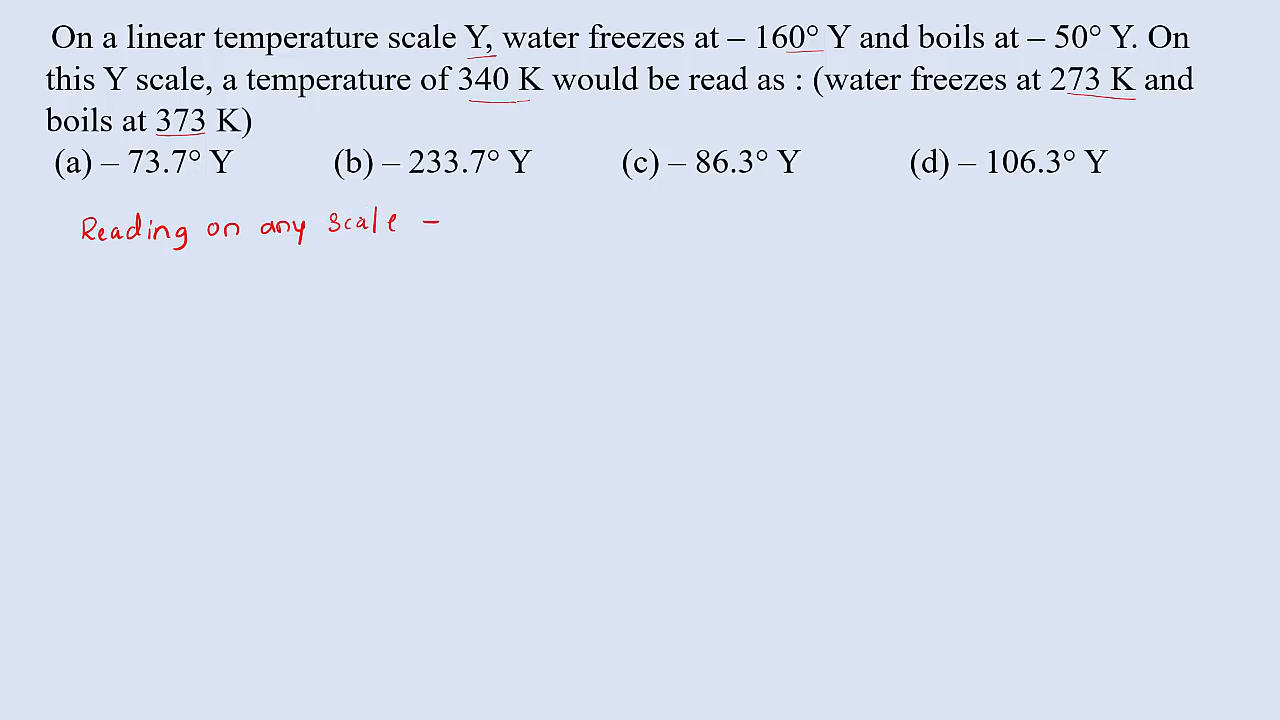 On a linear temperature scale Y, water freezes at – 160° Y and boils at – 50° Y. On
this Y scale, a temperature of 340 K would be read as : (water freezes at 273 K and
boils at 373 K)
(a) – 73.7° Y (b) – 233.7° Y (c) – 86.3° Y (d) – 106.3° Y
Reading on any scale –